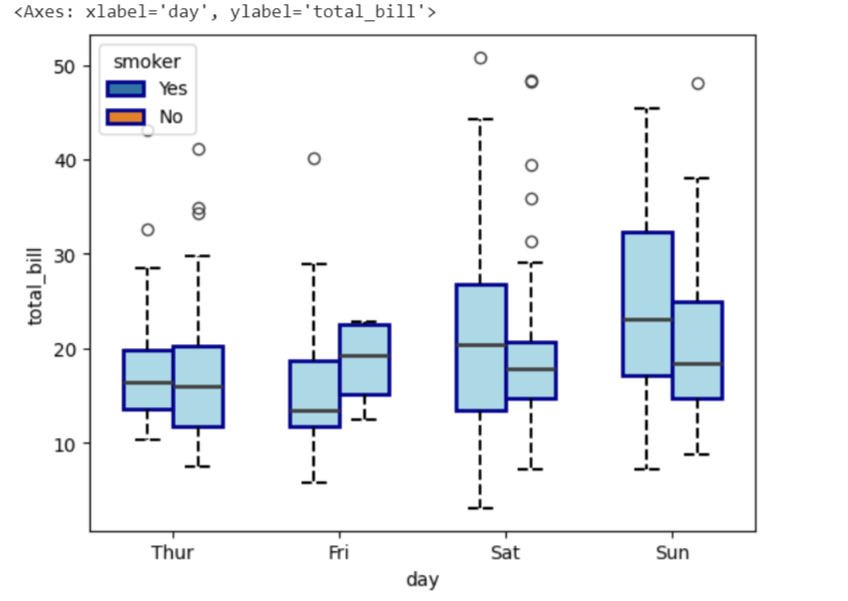 <Axes: xlabel='day', ylabel='total_bill'>
smoker
Yes
No
50
40
30
20
10
total_bill
Thur Fri Sat Sun
day